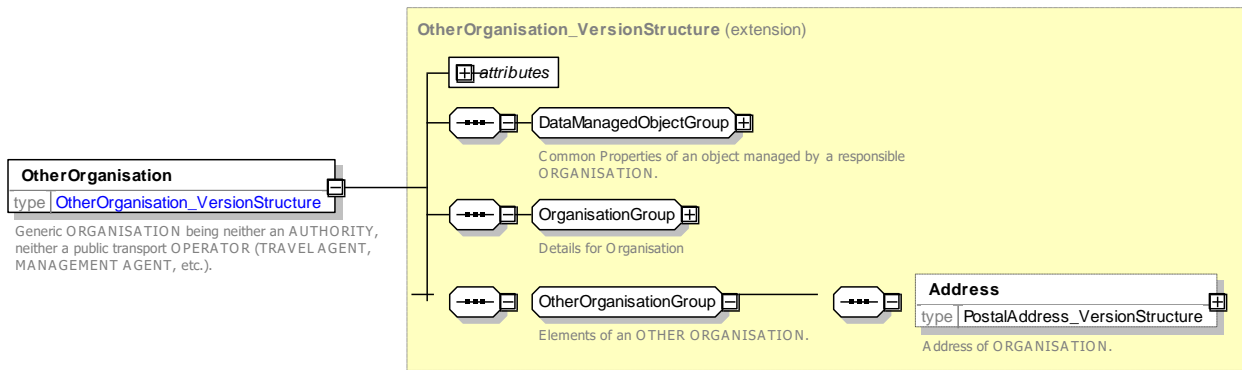 OtherOrganisation_VersionStructure (extension)
attributes
DataManagedObjectGroup
Common Properties of an object managed by a responsible
ORGANISATION.
OtherOrganisation
type OtherOrganisation_VersionStructure
Generic ORGANISATION being neither an AUTHORITY,
neither a public transport OPERATOR (TRAVEL AGENT,
MANAGEMENT AGENT, etc.).
OrganisationGroup
Details for Organisation
OtherOrganisationGroup
Elements of an OTHER ORGANISATION.
Address
type PostalAddress_VersionStructure
Address of ORGANISATION.